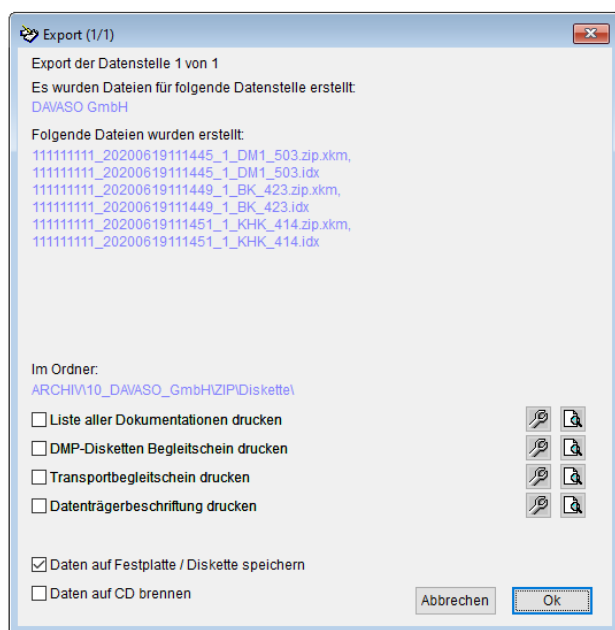 Export (1/1)
Export der Datenstelle 1 von 1
Es wurden Dateien für folgende Datenstelle erstellt:
DAVASO GmbH
Folgende Dateien wurden erstellt:
111111111_20200619111445_1_DM1_503.zip.xkm,
111111111_20200619111445_1_DM1_503.idx
111111111_20200619111449_1_BK_423.zip.xkm,
111111111_20200619111449_1_BK_423.idx
111111111_20200619111451_1_KHK_414.zip.xkm,
111111111_20200619111451_1_KHK_414.idx
Im Ordner:
ARCHIV\10_DAVASO_GmbH\ZIP\Diskette\
Liste aller Dokumentationen drucken
DMP-Disketten Begleitschein drucken
Transportbegleitschein drucken
Datenträgerbeschriftung drucken
Daten auf Festplatte / Diskette speichern
Daten auf CD brennen
Abbrechen
Ok